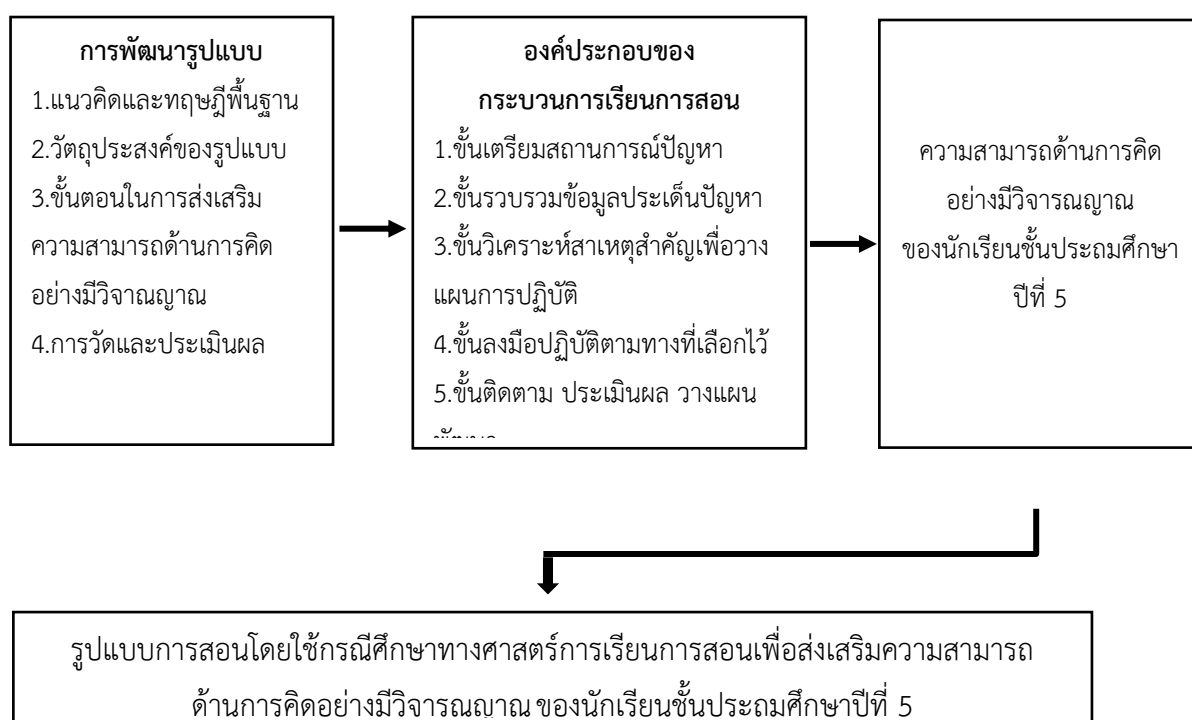 การพัฒนารูปแบบ
1.แนวคิดและทฤษฎีพื้นฐาน
2.วัตถุประสงค์ของรูปแบบ
3.ขั้นตอนในการส่งเสริม
ความสามารถด้านการคิด
อย่างมีวิจาณญาณ
4.การวัดและประเมินผล
องค์ประกอบของ
กระบวนการเรียนการสอน
1.ขั้นเตรียมสถานการณ์ปัญหา
2.ขั้นรวบรวมข้อมูลประเด็นปัญหา
3.ขั้นวิเคราะห์สาเหตุสำคัญเพื่อวาง
แผนการปฏิบัติ
4.ขั้นลงมือปฏิบัติตามทางที่เลือกไว้
5.ขั้นติดตาม ประเมินผล วางแผน
ความสามารถด้านการคิด
อย่างมีวิจารณญาณ
ของนักเรียนชั้นประถมศึกษา
ปีที่ 5
รูปแบบการสอนโดยใช้กรณีศึกษาทางศาสตร์การเรียนการสอนเพื่อส่งเสริมความสามารถ
ด้านการคิดอย่างมีวิจารณญาณ ของนักเรียนชั้นประถมศึกษาปีที่ 5